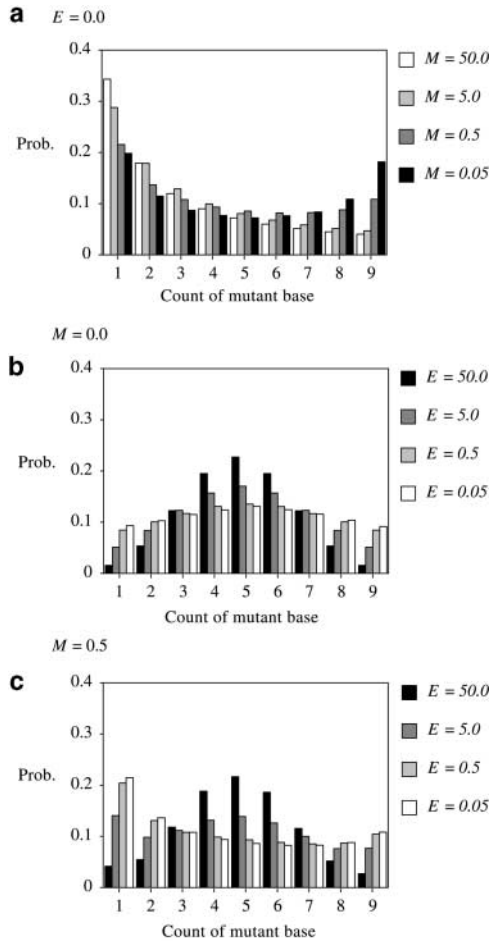 a E = 0.0
0.4
0.3
Prob. 0.2
0.1
0
1 2 3 4 5 6 7 8 9
Count of mutant base
M = 50.0
M = 5.0
M = 0.5
M = 0.05
M = 0.0
b
0.4
0.3
Prob. 0.2
0.1
0
1 2 3 4 5 6 7 8 9
Count of mutant base
E = 50.0
E = 5.0
E = 0.5
E = 0.05
M = 0.5
c
0.4
0.3
Prob. 0.2
0.1
0
1 2 3 4 5 6 7 8 9
Count of mutant base
E = 50.0
E = 5.0
E = 0.5
E = 0.05